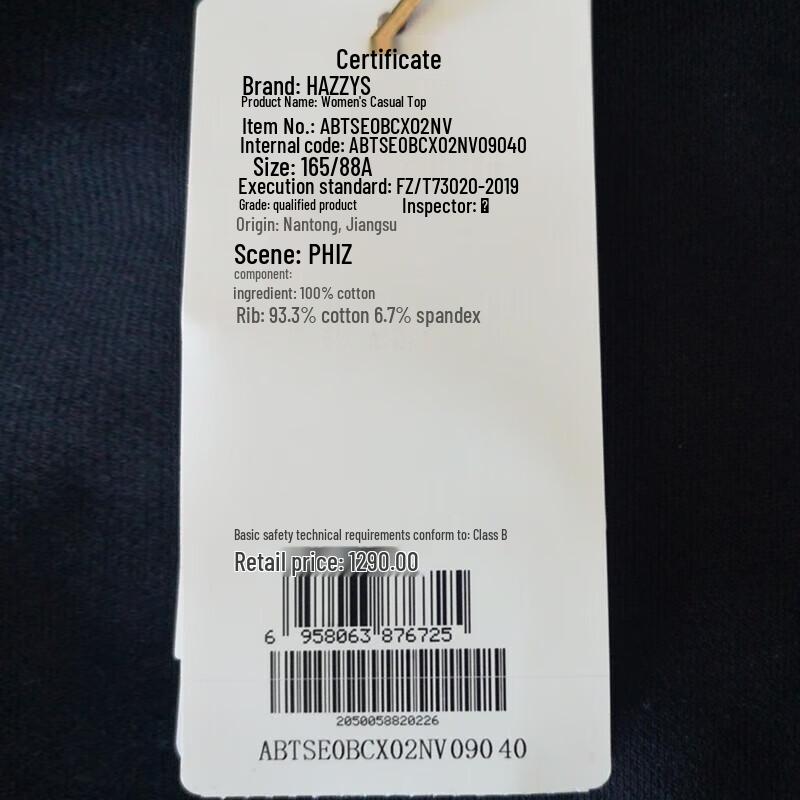 Certificate
Brand: HAZZYS
Product Name: Women's Casual Top
Item No.: ABTSE0BCX02NV
Internal code: ABTSE0BCX02NV09040
Size: 165/88A
Execution standard: FZ/T73020-2019
Grade: qualified product Inspector:
Origin: Nantong, Jiangsu
Scene: PHIZ
component:
ingredient: 100% cotton
Rib: 93.3% cotton 6.7% spandex
Basic safety technical requirements conform to: Class B
Retail price: 1290.00
6 958063 876725
2050058820226
ABTSE0BCX02NV09040